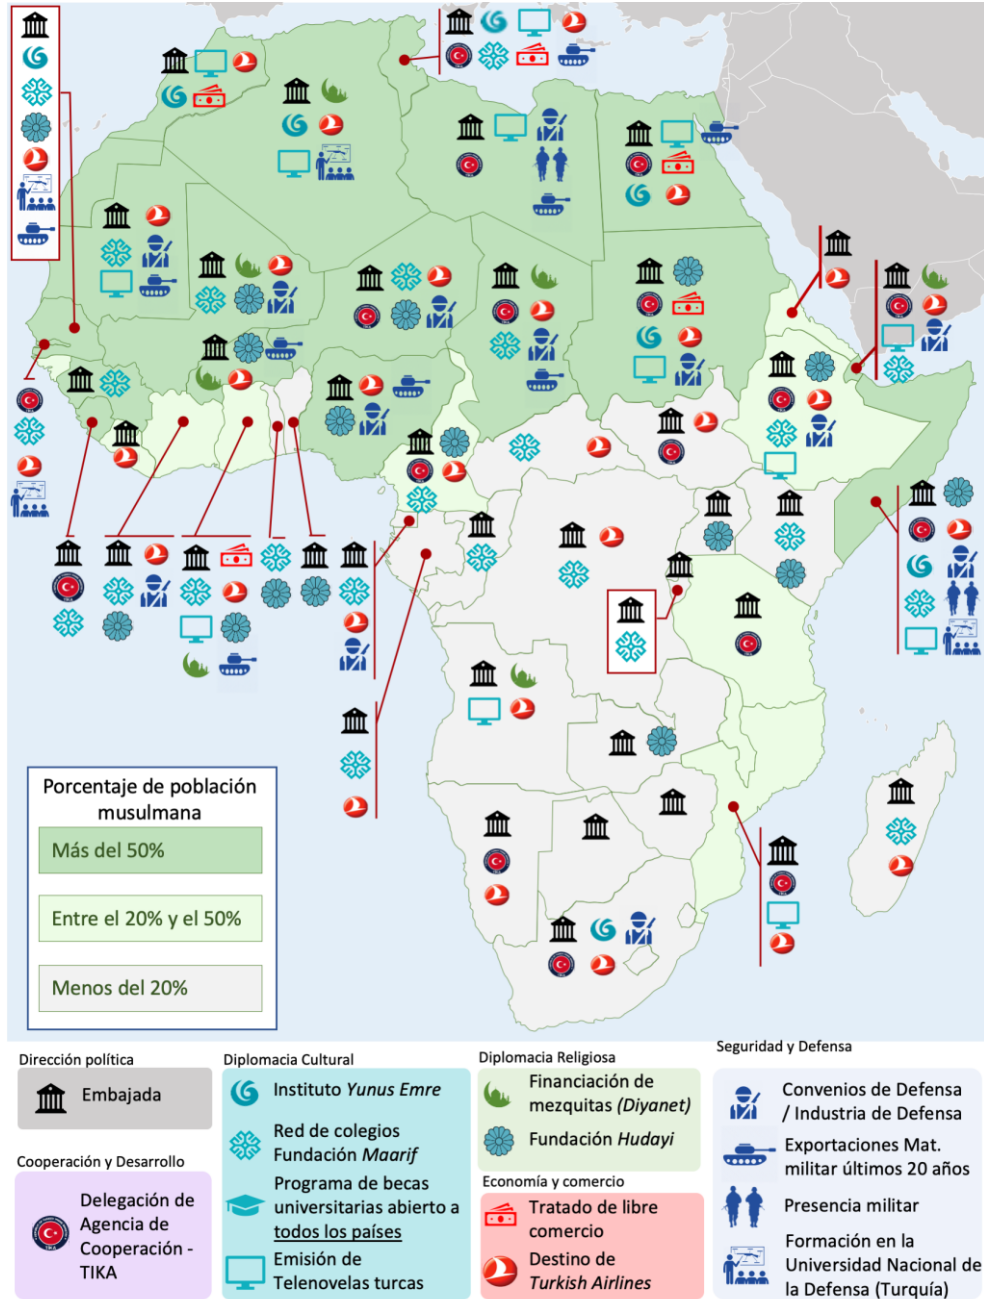 Porcentaje de población
musulmana
Más del 50%
Entre el 20% y el 50%
Menos del 20%
Dirección política
Embajada
Cooperación y Desarrollo
Delegación de
Agencia de
Cooperación -
TIKA
Diplomacia Cultural
Instituto Yunus Emre
Red de colegios
Fundación Maarif
Programa de becas
universitarias abierto a
todos los países
Emisión de
Telenovelas turcas
Diplomacia Religiosa
Financiación de
mezquitas (Diyanet)
Fundación Hudayi
Economía y comercio
Tratado de libre
comercio
Destino de
Turkish Airlines
Seguridad y Defensa
Convenios de Defensa
/ Industria de Defensa
Exportaciones Mat.
militar últimos 20 años
Presencia militar
Formación en la
Universidad Nacional de
la Defensa (Turquía)